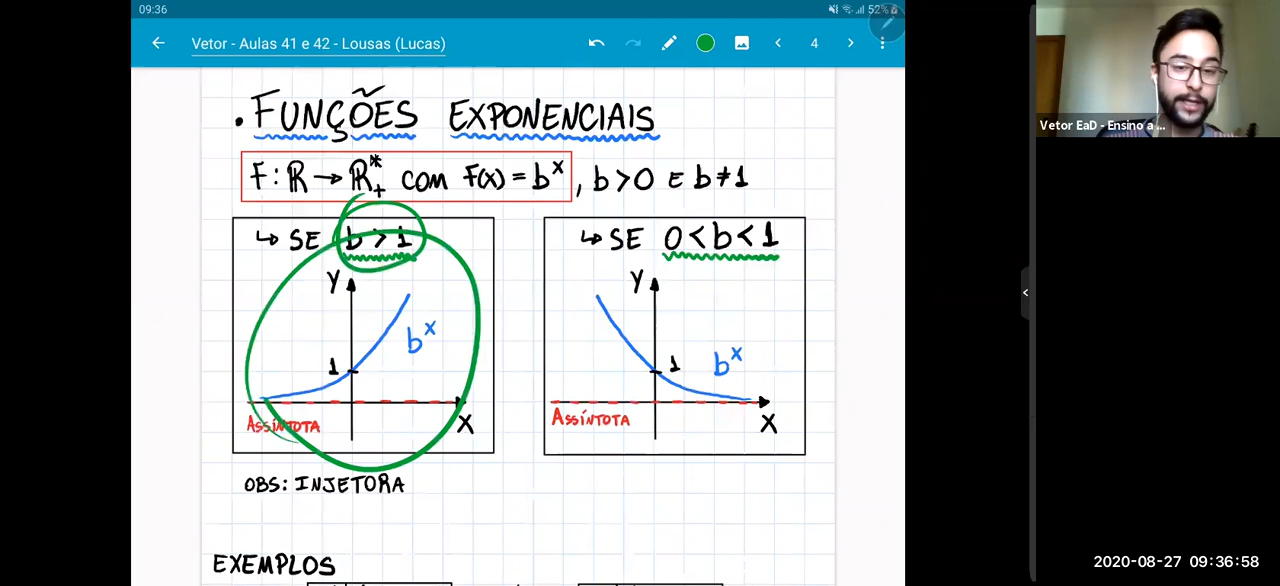 09:36
52%
Vetor - Aulas 41 e 42 - Lousas (Lucas)
4
Vetor EaD - Ensino a ...
• FUNÇÕES EXPONENCIAIS
F: ℝ → ℝ*₊ COM F(x) = bˣ, b > 0 E b ≠ 1
↳ SE b > 1
Y
bˣ
1
ASSÍNTOTA
X
↳ SE 0 < b < 1
Y
1
bˣ
ASSÍNTOTA
X
OBS: INJETORA
EXEMPLOS
2020-08-27 09:36:58